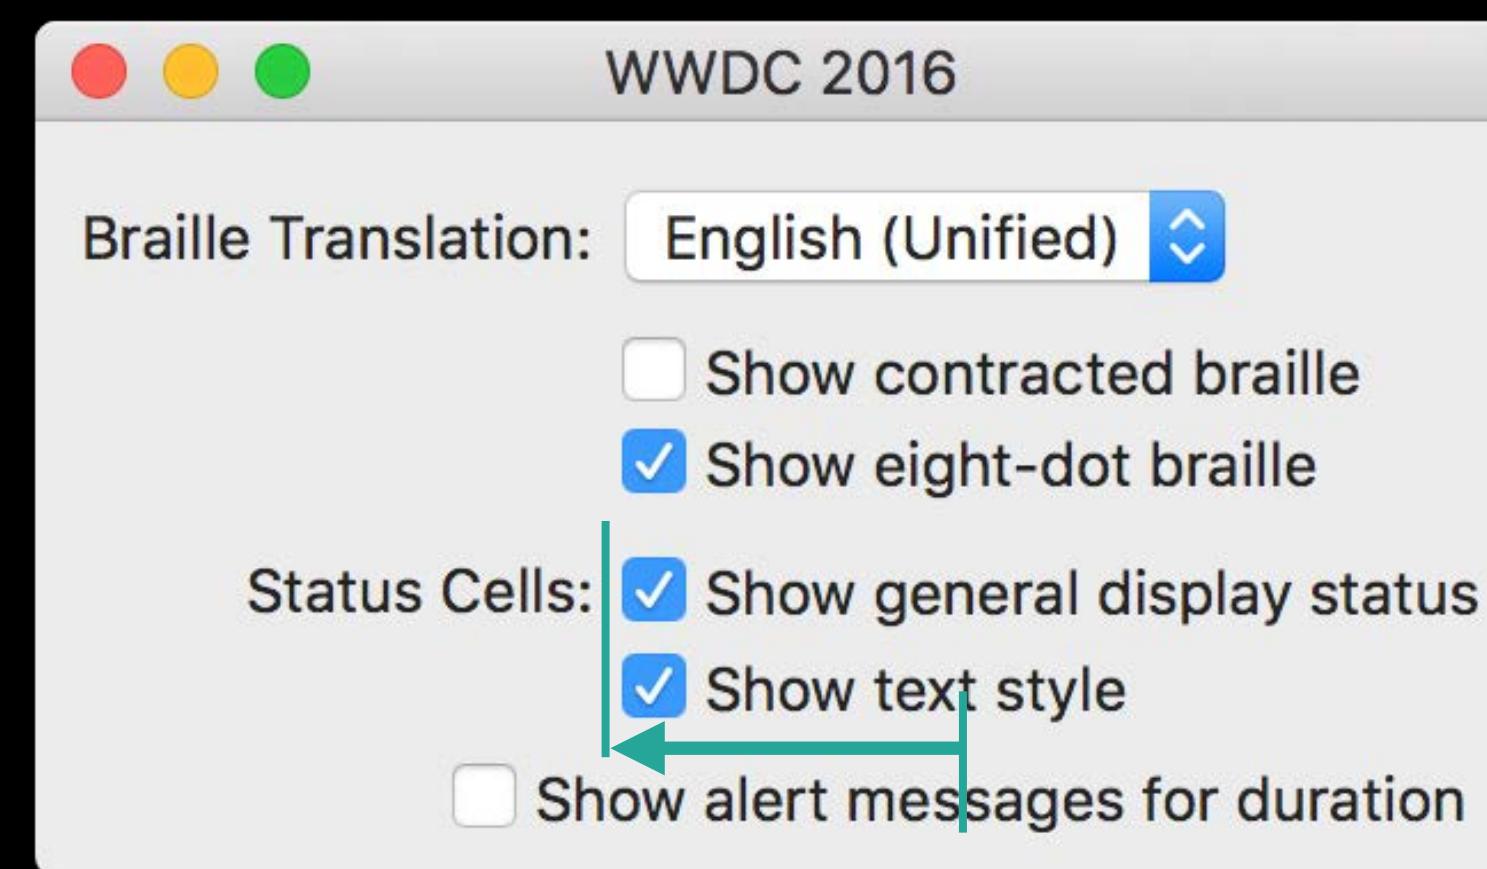 WWDC 2016
Braille Translation: English (Unified)
Show contracted braille
Show eight-dot braille
Status Cells: Show general display status
Show text style
Show alert messages for duration